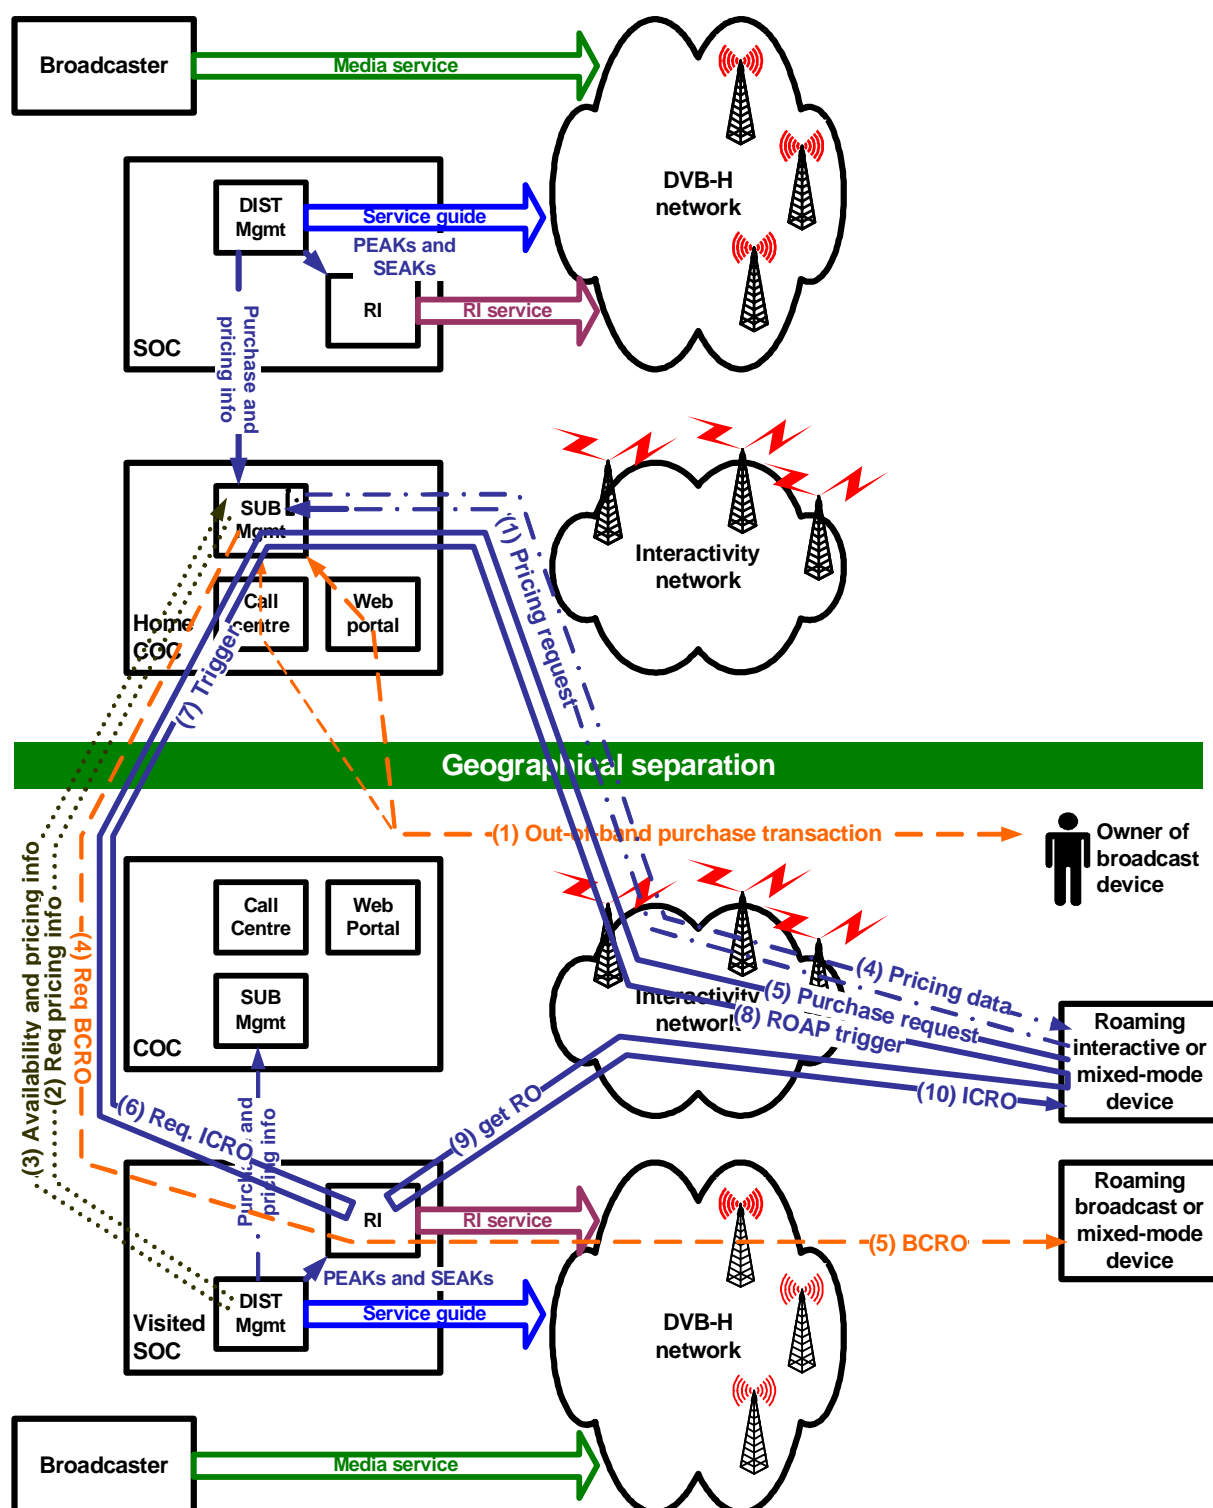 Broadcaster
Media service
DVB-H
network
DIST
Mgmt
Service guide
PEAKs and
SEAKs
RI
RI service
SOC
Purchase and
pricing info
SUB
Mgmt
Call
centre
Web
portal
Home
COC
Interactivity
network
(1) Pricing request
(7) Trigger
Geographical separation
(1) Out-of-band purchase transaction
Owner of
broadcast
device
Call
Centre
Web
Portal
SUB
Mgmt
COC
Interactivity
network
(4) Pricing data
(5) Purchase request
(8) ROAP trigger
Roaming
interactive or
mixed-mode
device
(3) Availability and pricing info
(2) Req pricing info
(4) Req BCRO
(6) Req. ICRO
(9) get RO
(10) ICRO
Purchase and
pricing info
RI
RI service
(5) BCRO
Roaming
broadcast or
mixed-mode
device
PEAKs and SEAKs
DIST
Mgmt
Service guide
Visited
SOC
DVB-H
network
Broadcaster
Media service